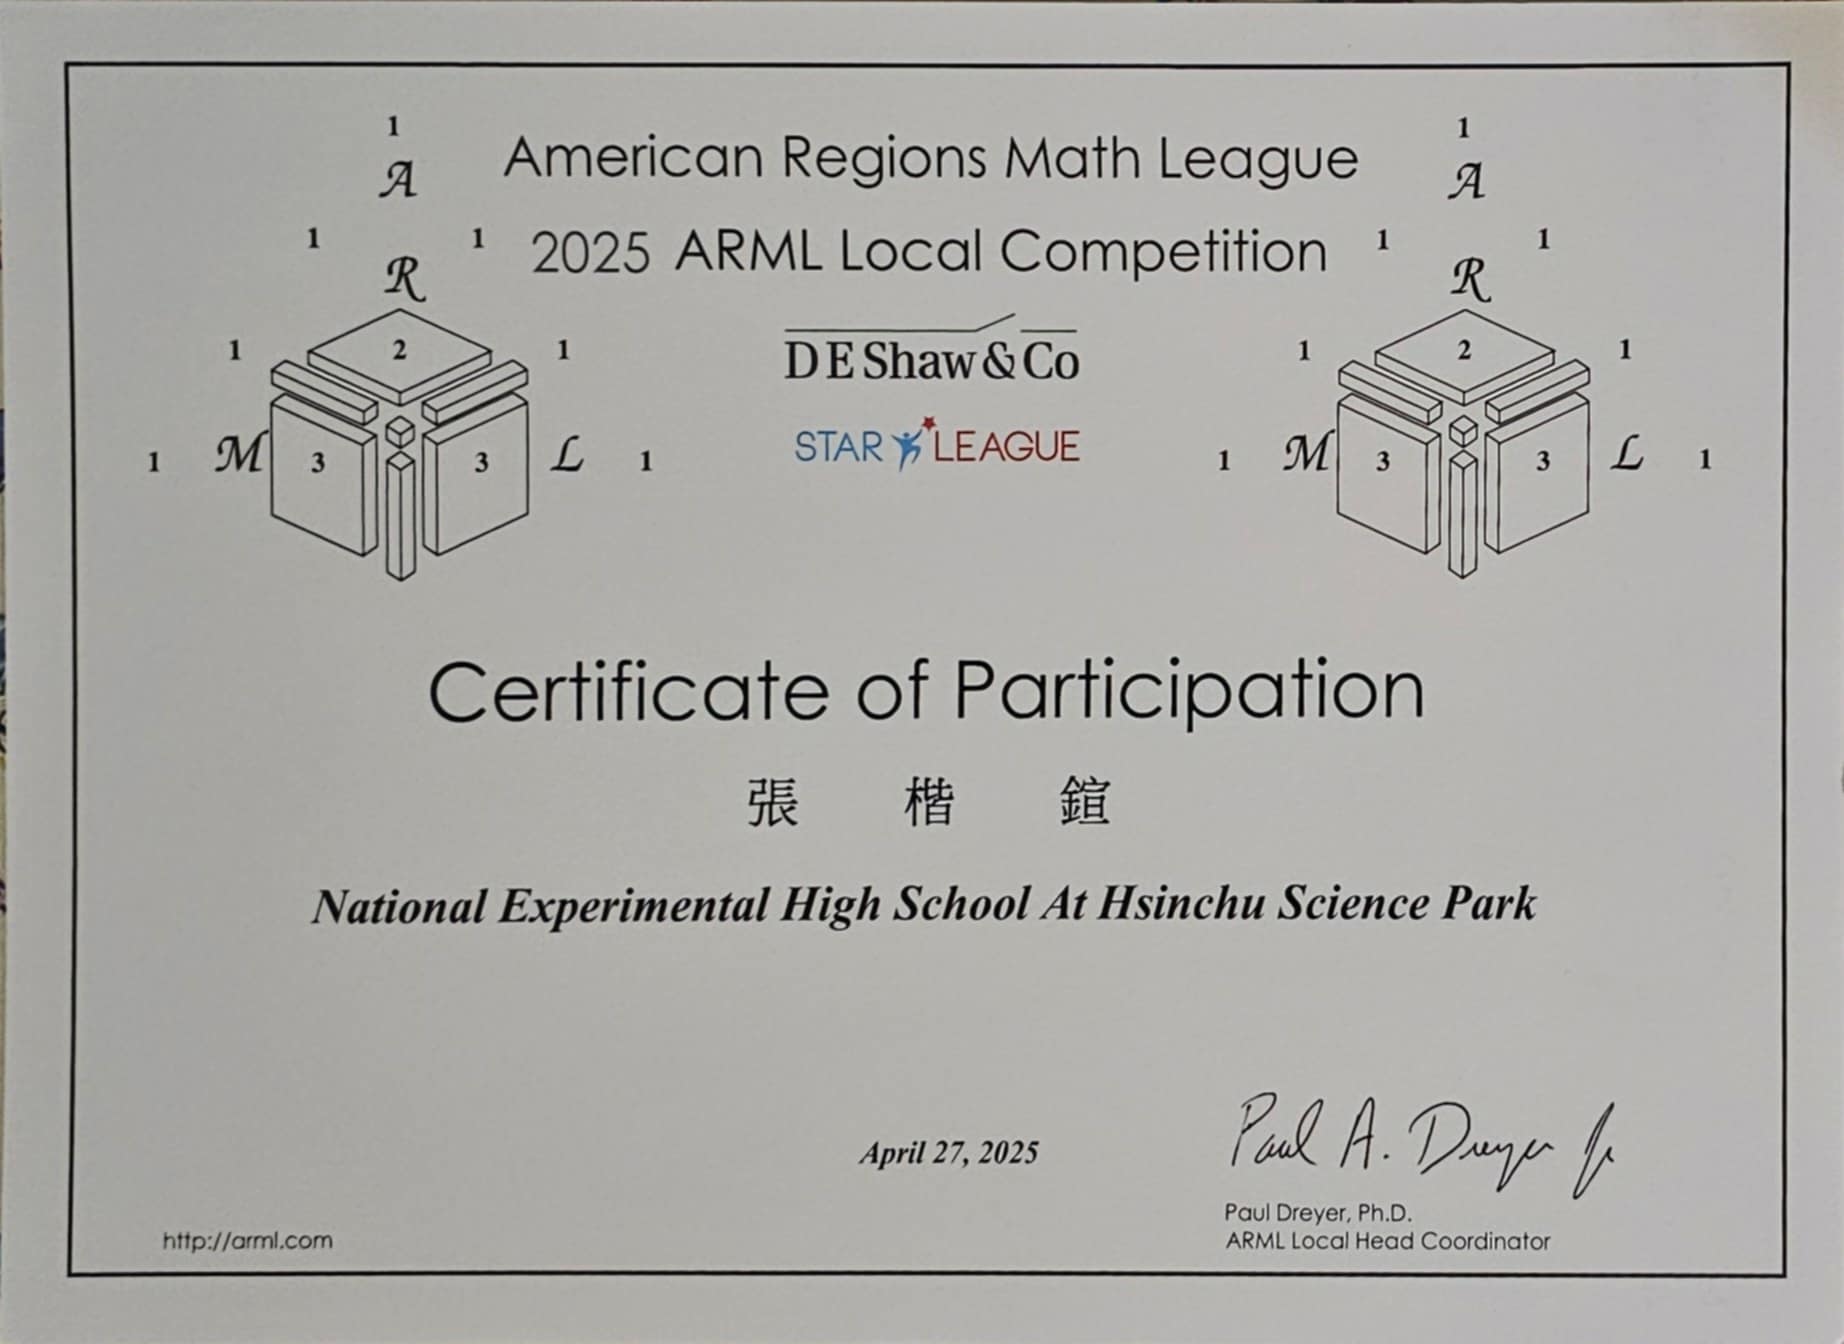 American Regions Math League
2025 ARML Local Competition
1
A
1 1
R
1 2 1
1 M 3 3 L 1
DE Shaw & Co
STAR LEAGUE
1
A
1 1
R
1 2 1
1 M 3 3 L 1
Certificate of Participation
張 楷 鍹
National Experimental High School At Hsinchu Science Park
April 27, 2025
Paul A. Dreyer Jr
Paul Dreyer, Ph.D.
ARML Local Head Coordinator
http://arml.com